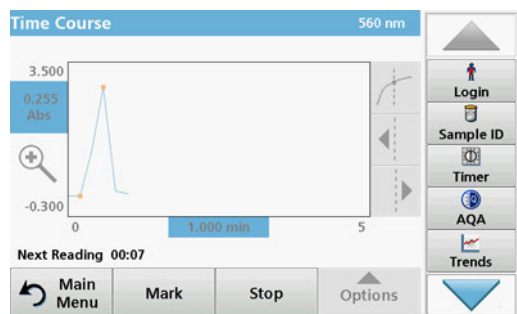 Time Course 560 nm
3.500
0.255
Abs
-0.300
0 1.000 min 5
Next Reading 00:07
Main
Menu
Mark
Stop
Options
Login
Sample ID
Timer
AQA
Trends